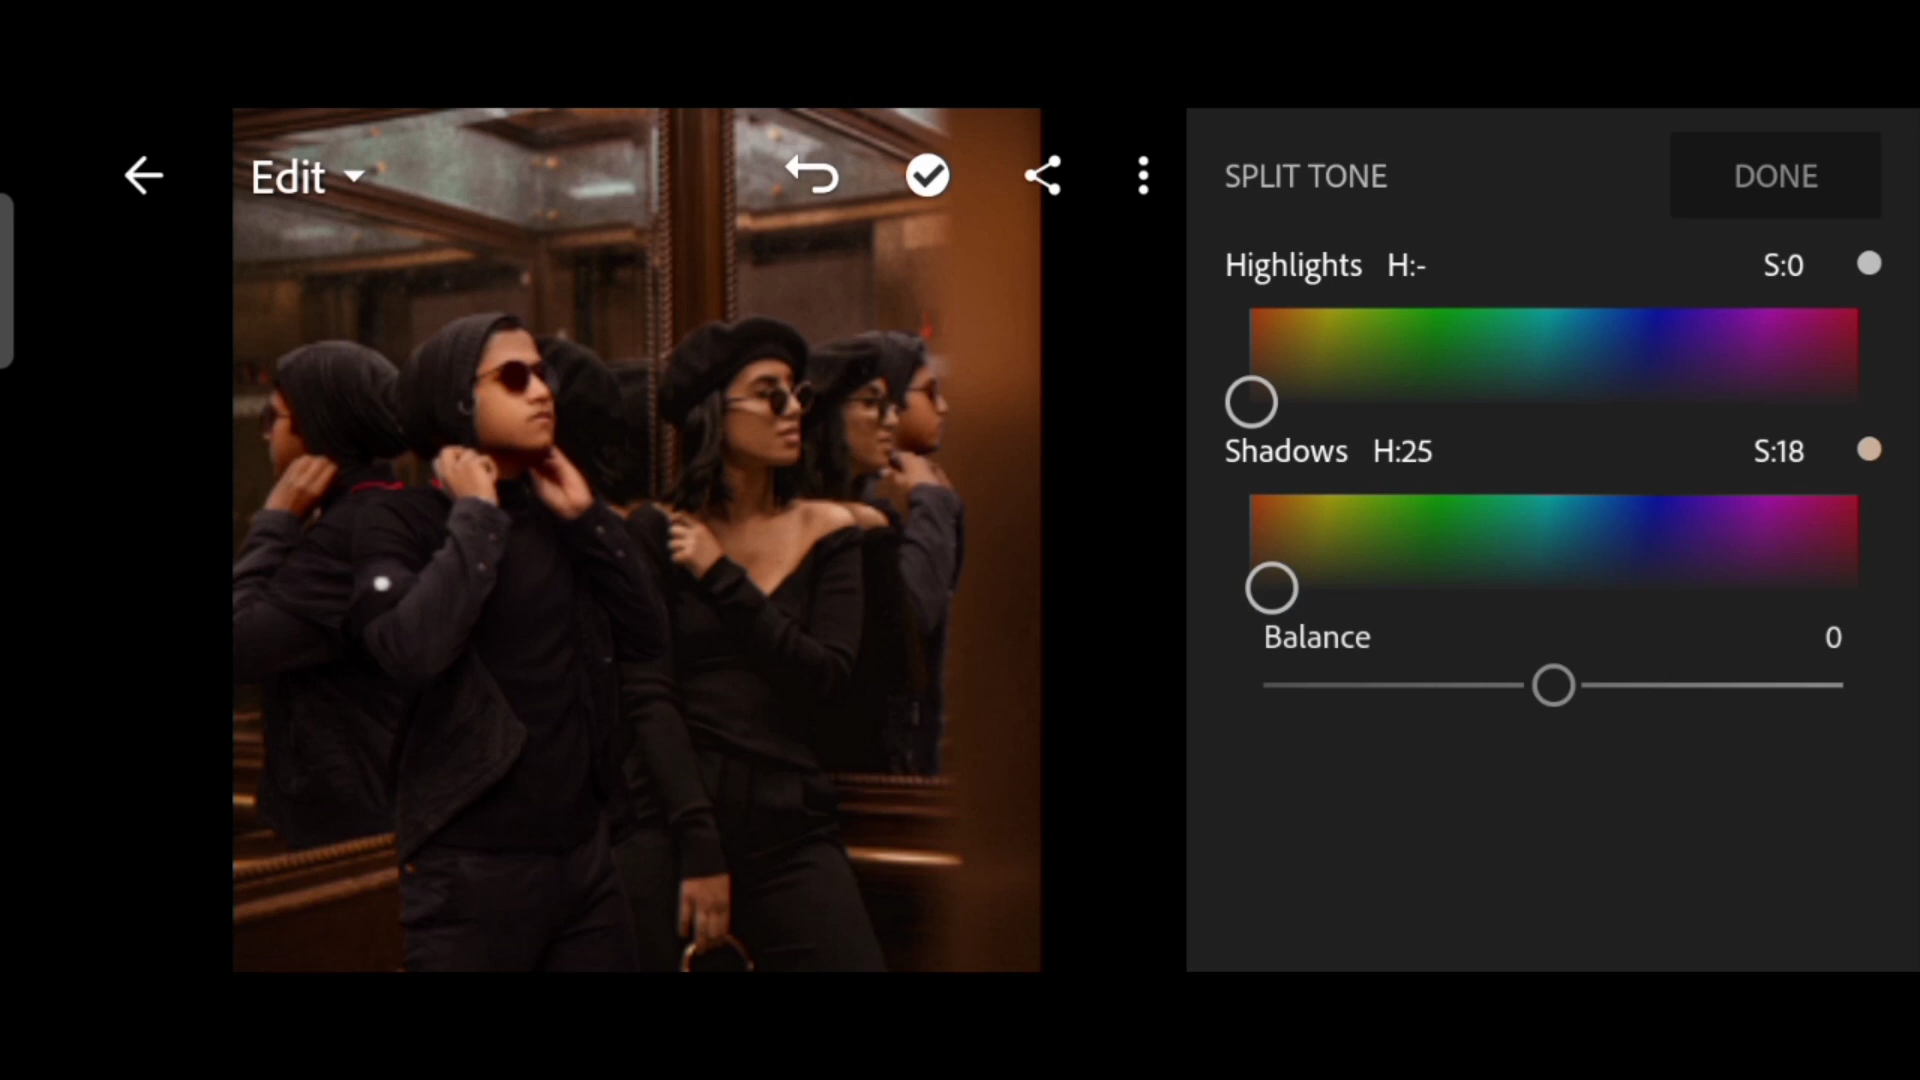 Edit
SPLIT TONE
DONE
Highlights H:- S:0
Shadows H:25 S:18
Balance 0